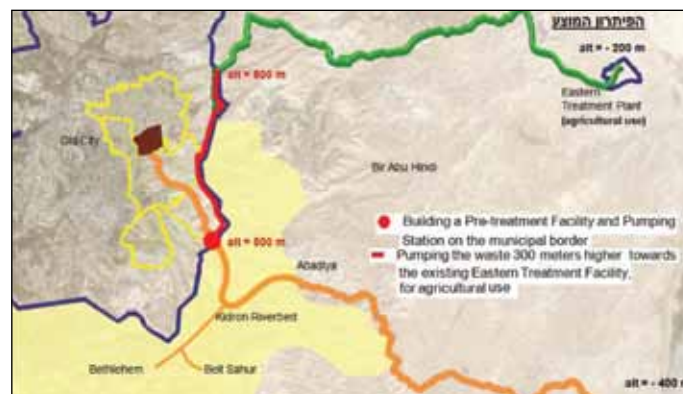 הפיתרון המוצע
alt = - 200 m
alt = 800 m
Eastern
Treatment Plant
(agricultural use)
Old City
Bir Abu Hindi
Building a Pre-treatment Facility and Pumping
Station on the municipal border
alt = 500 m
Pumping the waste 300 meters higher towards
the existing Eastern Treatment Facility,
for agricultural use
Abadiya
Kidron Riverbed
Bethlehem
Beit Sahur
alt = - 400 m